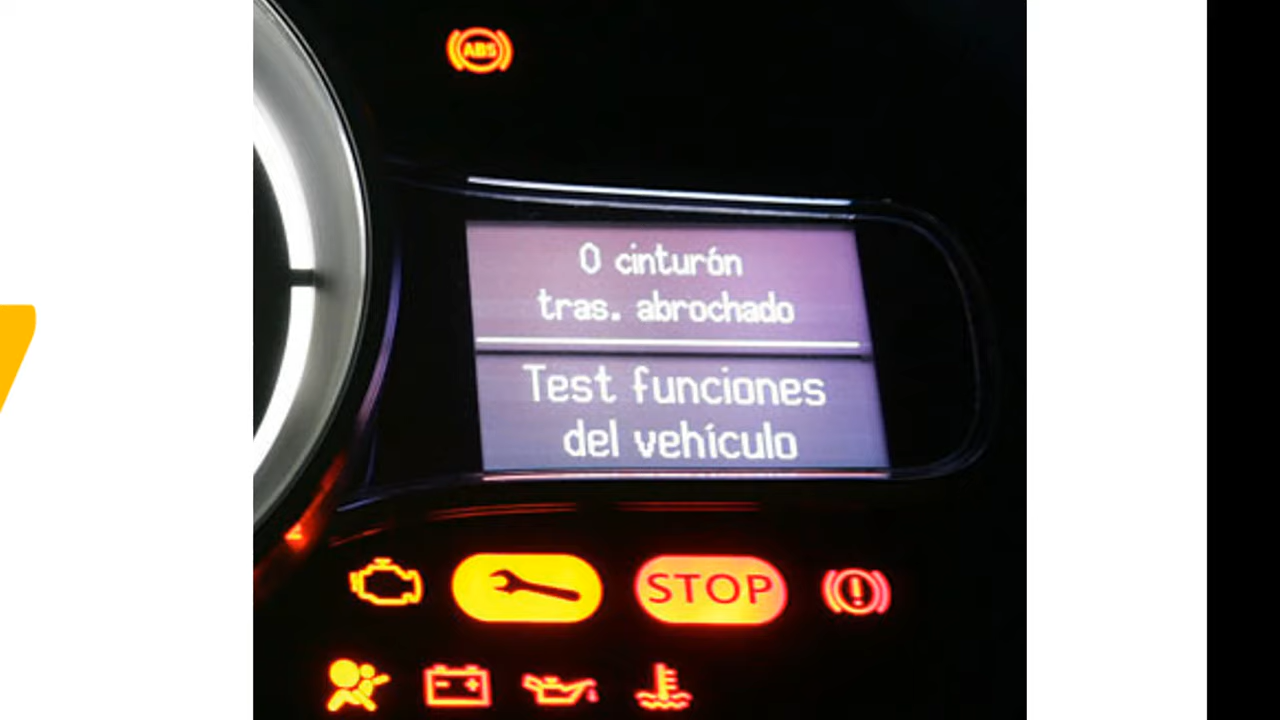 ABS
0 cinturón
tras. abrochado
Test funciones
del vehículo
STOP